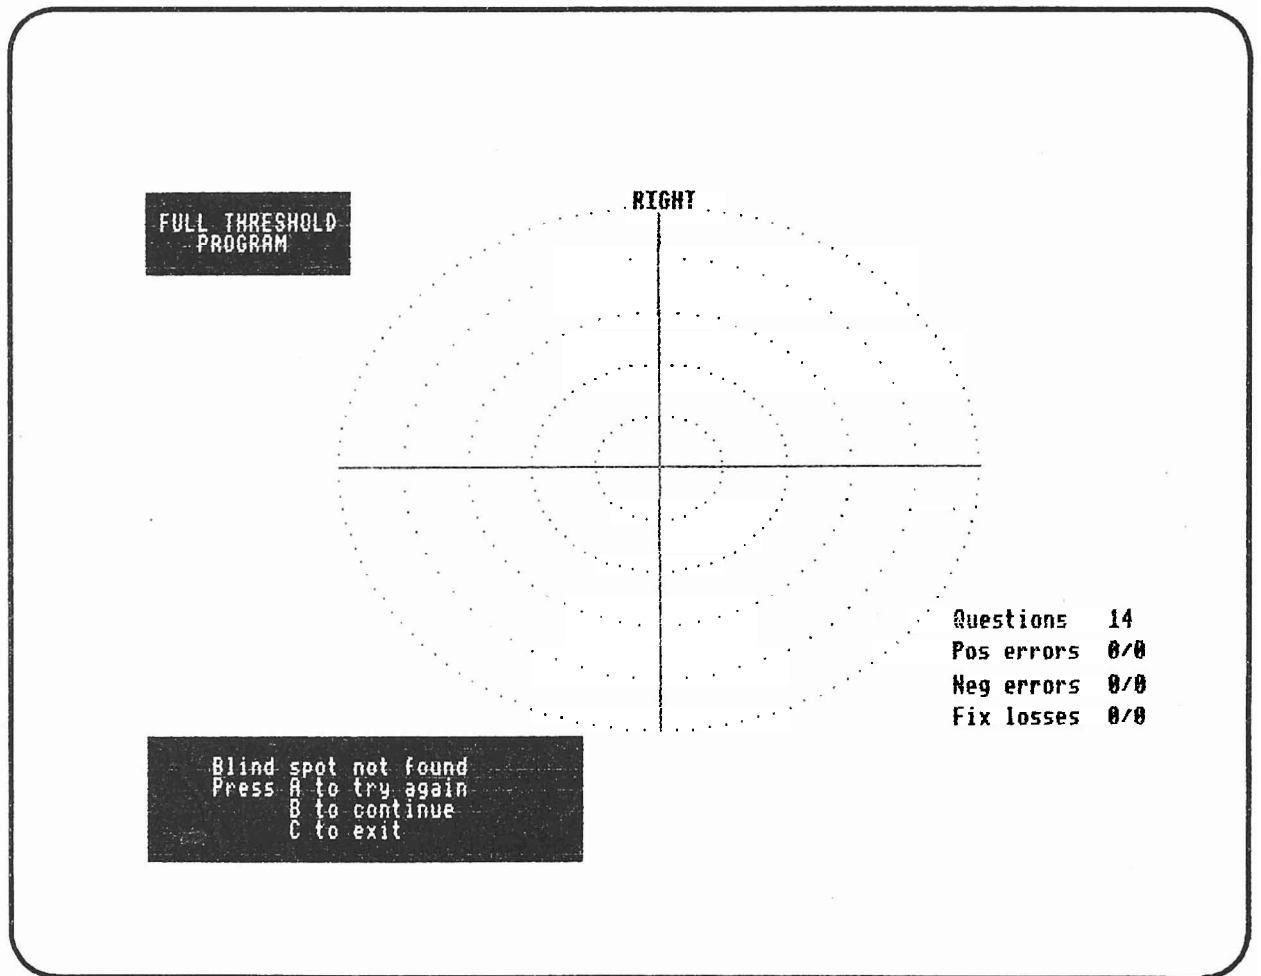 RIGHT
FULL THRESHOLD
PROGRAM
Questions 14
Pos errors 0/0
Neg errors 0/0
Fix losses 0/0
Blind spot not found
Press A to try again
B to continue
C to exit